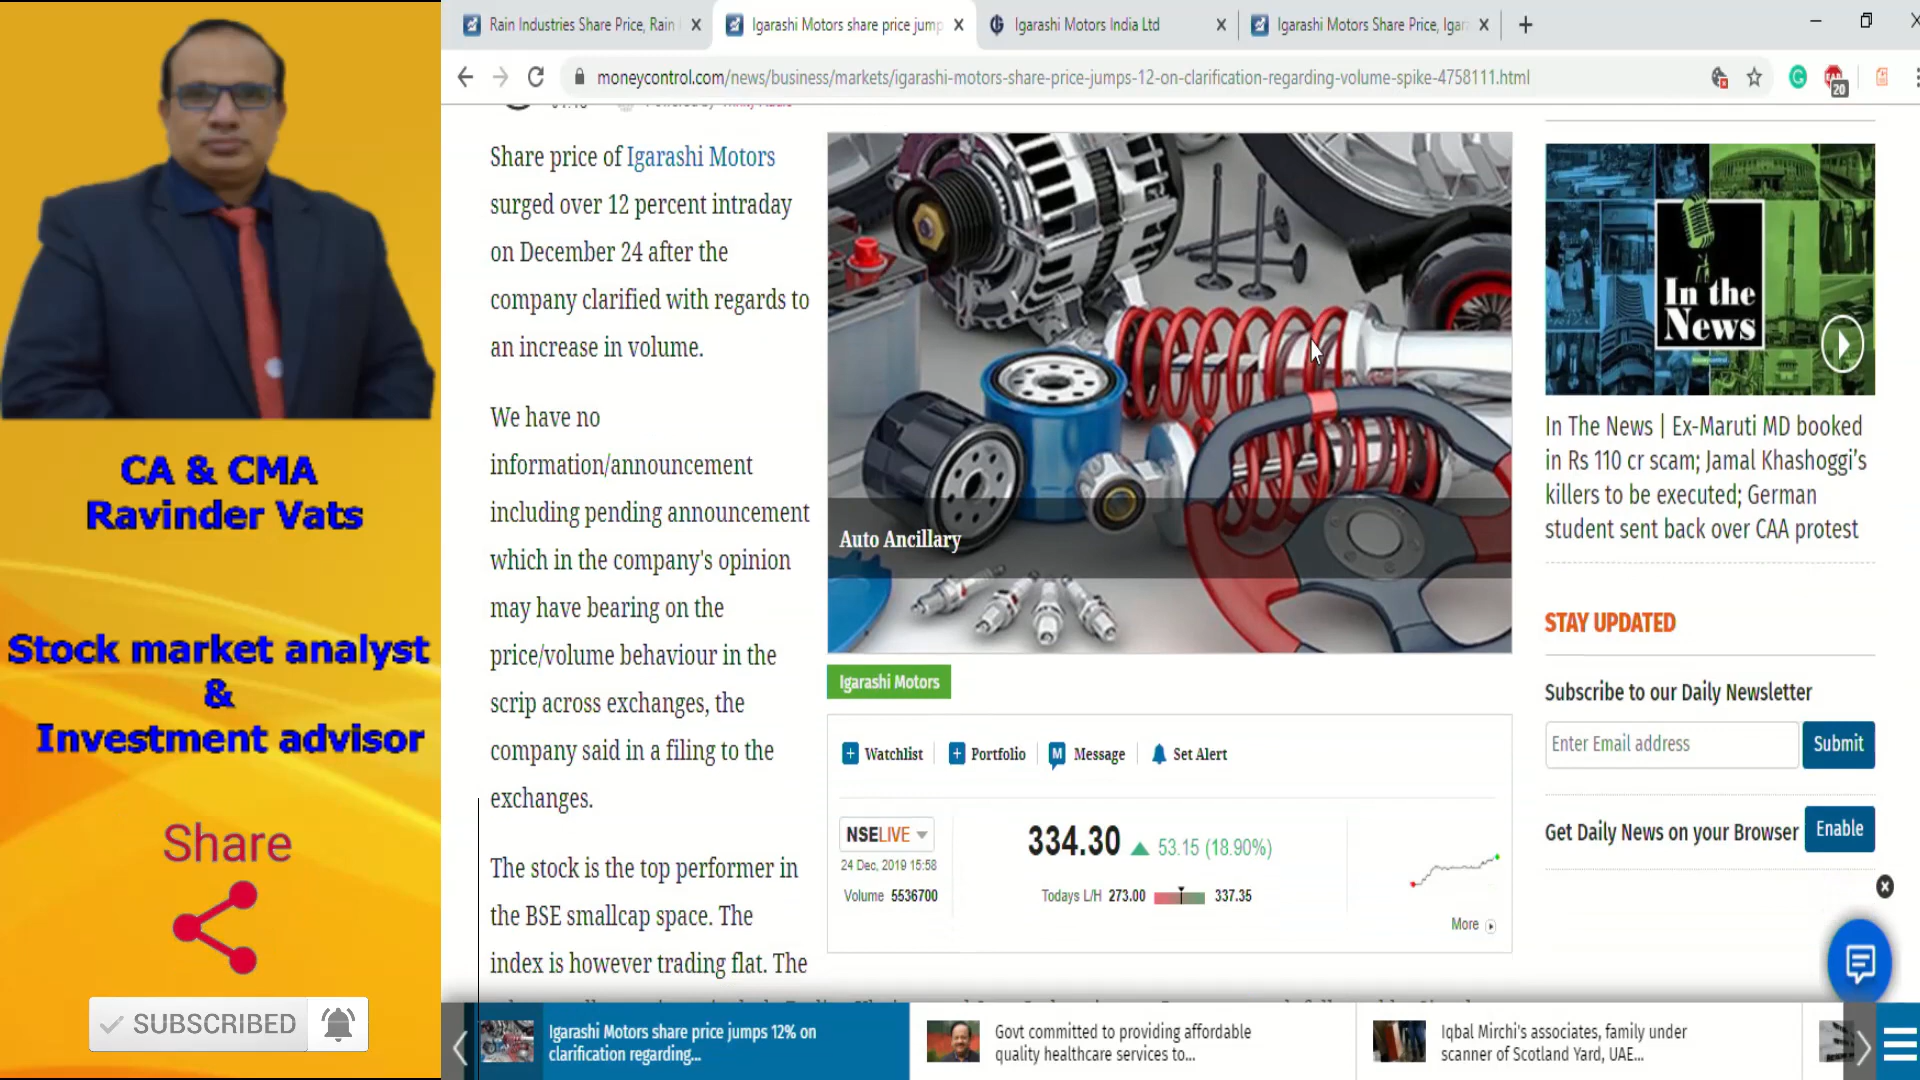 Rain Industries Share Price, Rain
Igarashi Motors share price jump
Igarashi Motors India Ltd
Igarashi Motors Share Price, Igar
moneycontrol.com/news/business/markets/igarashi-motors-share-price-jumps-12-on-clarification-regarding-volume-spike-4758111.html
20
CA & CMA
Ravinder Vats
Stock market analyst
&
Investment advisor
Share
SUBSCRIBED
Share price of Igarashi Motors
surged over 12 percent intraday
on December 24 after the
company clarified with regards to
an increase in volume.
We have no
information/announcement
including pending announcement
which in the company's opinion
may have bearing on the
price/volume behaviour in the
scrip across exchanges, the
company said in a filing to the
exchanges.
The stock is the top performer in
the BSE smallcap space. The
index is however trading flat. The
Auto Ancillary
Igarashi Motors
Watchlist
Portfolio
M Message
Set Alert
NSELIVE
24 Dec, 2019 15:58
Volume 5536700
334.30 53.15 (18.90%)
Todays L/H 273.00 337.35
More
In the
News
In The News | Ex-Maruti MD booked
in Rs 110 cr scam; Jamal Khashoggi's
killers to be executed; German
student sent back over CAA protest
STAY UPDATED
Subscribe to our Daily Newsletter
Enter Email address
Submit
Get Daily News on your Browser
Enable
Igarashi Motors share price jumps 12% on
clarification regarding...
Govt committed to providing affordable
quality healthcare services to...
Iqbal Mirchi's associates, family under
scanner of Scotland Yard, UAE...